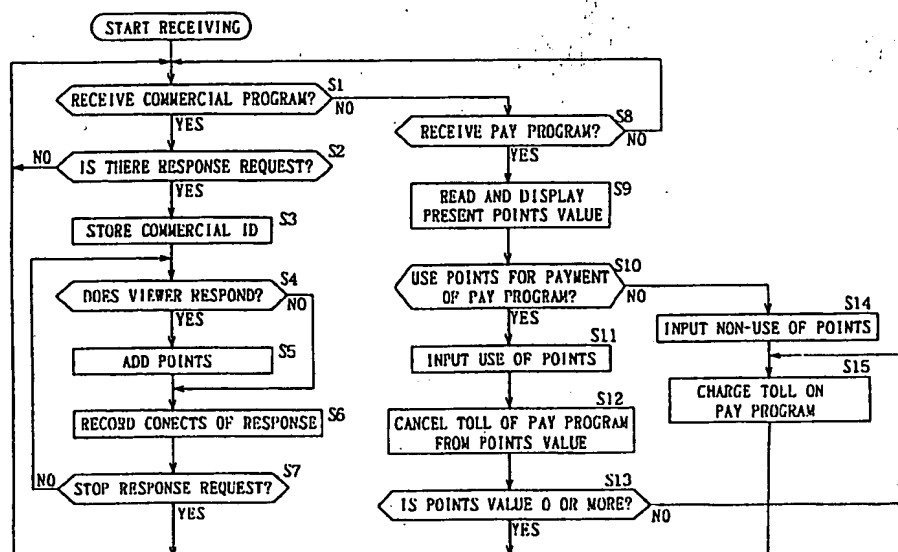 START RECEIVING
S1
RECEIVE COMMERCIAL PROGRAM?
NO
YES
S2
NO
IS THERE RESPONSE REQUEST?
YES
S3
STORE COMMERCIAL ID
S4
DOES VIEWER RESPOND?
NO
YES
S5
ADD POINTS
S6
RECORD CONECTS OF RESPONSE
S7
NO
STOP RESPONSE REQUEST?
YES
S8
RECEIVE PAY PROGRAM?
NO
YES
S9
READ AND DISPLAY
PRESENT POINTS VALUE
S10
USE POINTS FOR PAYMENT
OF PAY PROGRAM?
NO
YES
S11
INPUT USE OF POINTS
S12
CANCEL TOLL OF PAY PROGRAM
FROM POINTS VALUE
S13
IS POINTS VALUE 0 OR MORE?
NO
YES
S14
INPUT NON-USE OF POINTS
S15
CHARGE TOLL ON
PAY PROGRAM